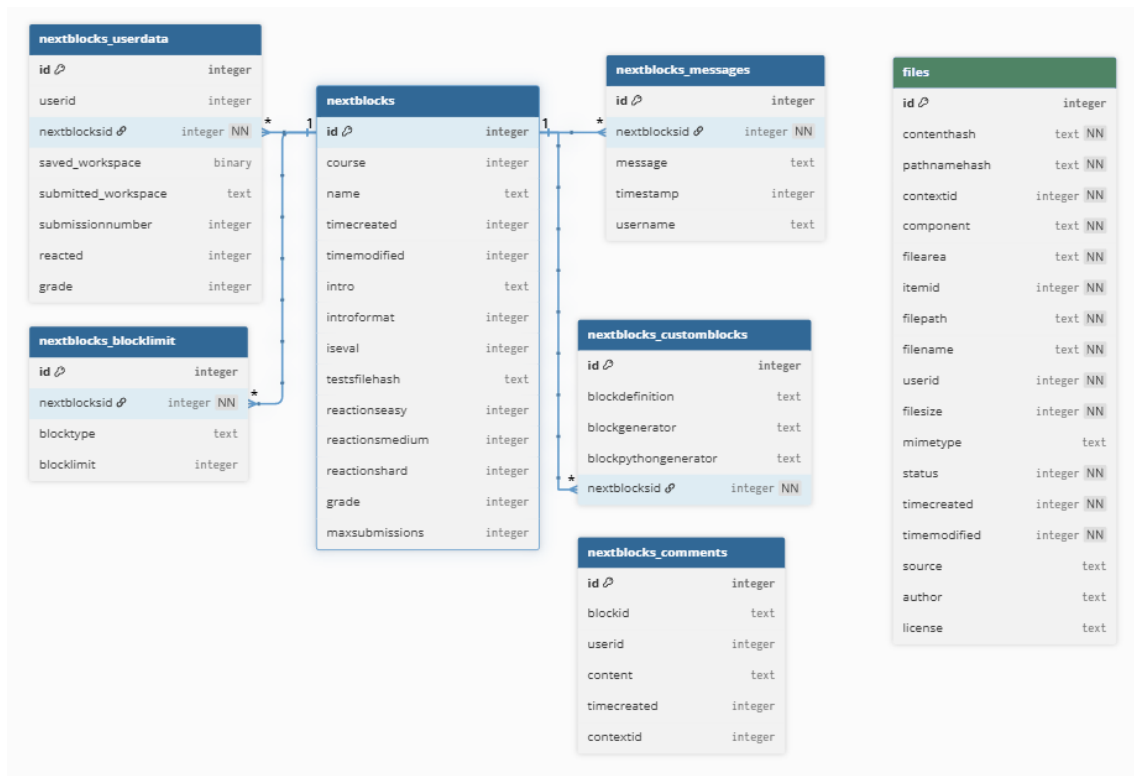 nextblocks_userdata
id integer
userid integer
nextblocksid integer NN
saved_workspace binary
submitted_workspace text
submissionnumber integer
reacted integer
grade integer
*
nextblocks_blocklimit
id integer
nextblocksid integer NN
blocktype text
blocklimit integer
*
1
nextblocks
id integer
course integer
name text
timecreated integer
timemodified integer
intro text
introformat integer
iseval integer
testsfilehash text
reactionseasy integer
reactionsmedium integer
reactionshard integer
grade integer
maxsubmissions integer
1
*
nextblocks_messages
id integer
nextblocksid integer NN
message text
timestamp integer
username text
nextblocks_customblocks
id integer
blockdefinition text
blockgenerator text
blockpythongenerator text
nextblocksid integer NN
*
nextblocks_comments
id integer
blockid text
userid integer
content text
timecreated integer
contextid integer
files
id integer
contenthash text NN
pathnamehash text NN
contextid integer NN
component text NN
filearea text NN
itemid integer NN
filepath text NN
filename text NN
userid integer NN
filesize integer NN
mimetype text
status integer NN
timecreated integer NN
timemodified integer NN
source text
author text
license text